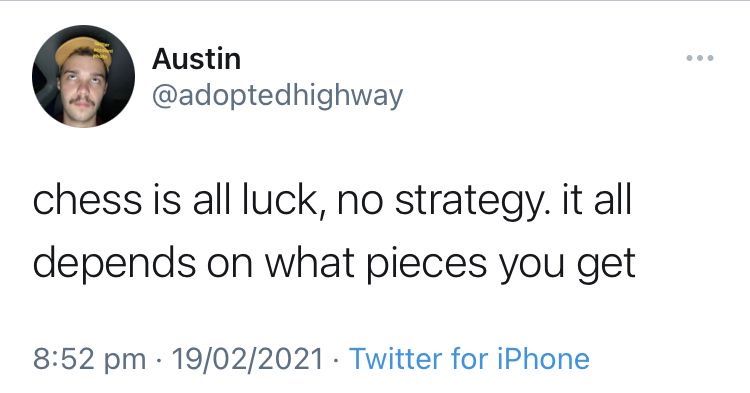 Austin
@adoptedhighway
chess is all luck, no strategy. it all
depends on what pieces you get
8:52 pm · 19/02/2021 · Twitter for iPhone